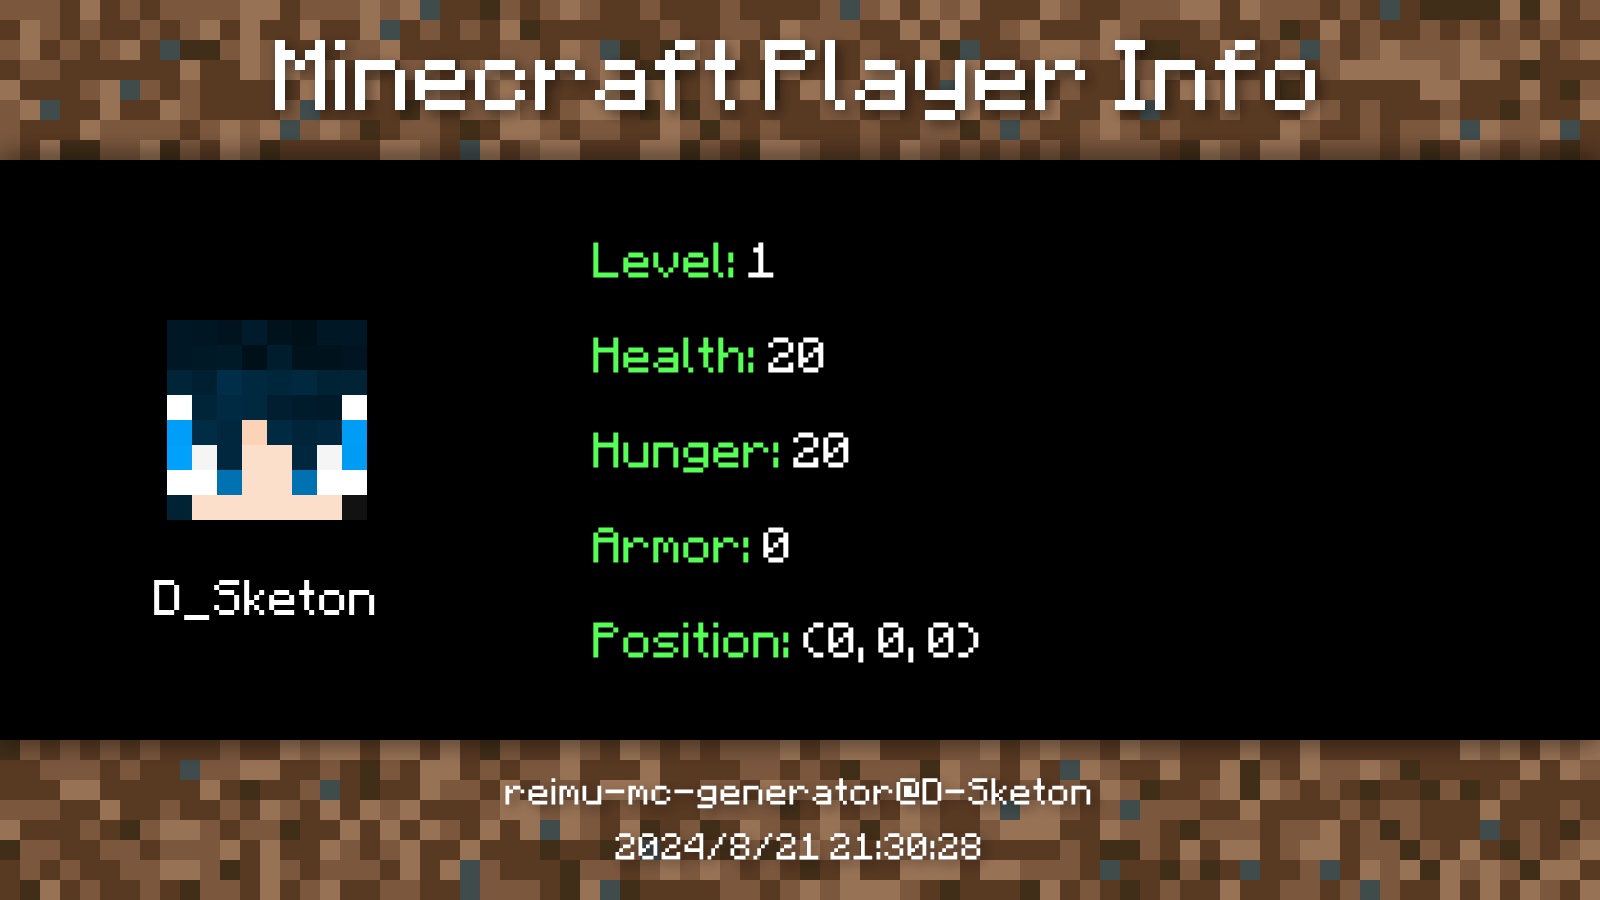 Minecraft Player Info
Level: 1
Health: 20
Hunger: 20
Armor: 0
Position: (0, 0, 0)
D_Sketon
reimu-mc-generator@D-Sketon
2024/8/21 21:30:28